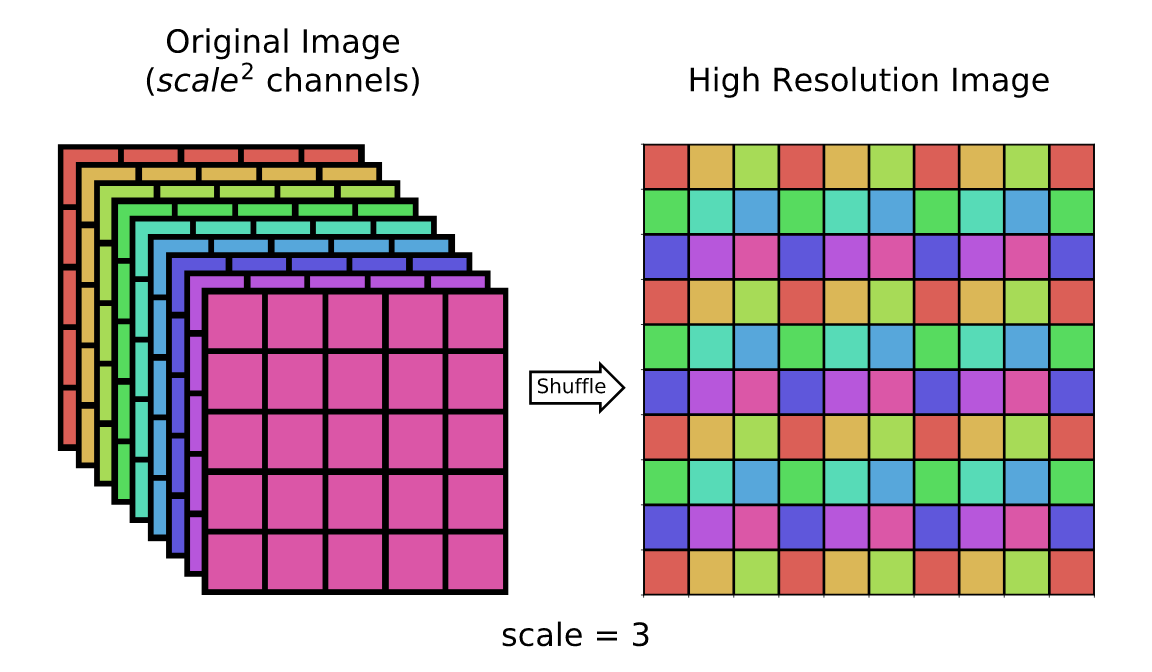 Original Image
(scale² channels)
High Resolution Image
Shuffle
scale = 3